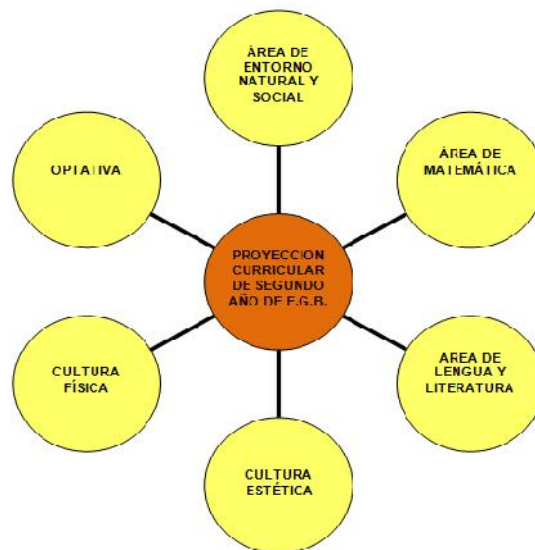 ÀREA DE
ENTORNO
NATURAL Y
SOCIAL
OPTATIVA
ÁREA DE
MATEMÁTICA
PROYECCION
CURRICULAR
DE SEGUNDO
AÑO DE E.G.B.
CULTURA
FÍSICA
AREA DE
LENGUA Y
LITERATURA
CULTURA
ESTÉTICA